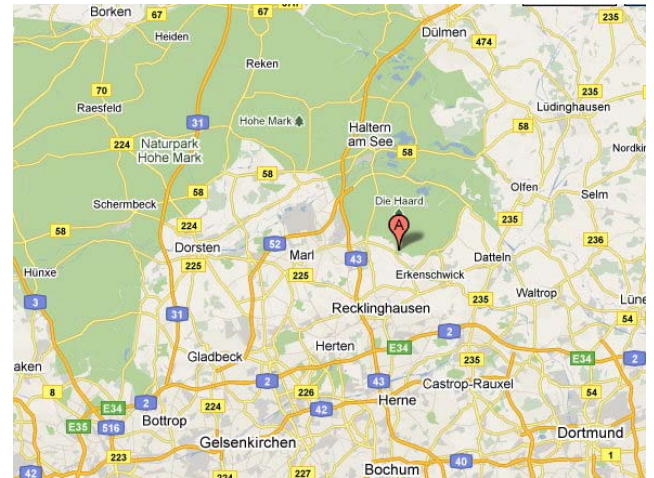 Borken
67
67
235
Dülmen
Heiden
474
Reken
70
235
Raesfeld
Lüdinghausen
31
Hohe Mark
58
Haltern
am See
224
Naturpark
Hohe Mark
58
58
Olfen
Selm
Schermbeck
Die Haard
A
58
224
235
236
Dorsten
52
Marl
43
Datteln
225
225
Erkenschwick
Hünxe
3
235
Waltrop
31
Recklinghausen
54
2
Gladbeck
Herten
E34
235
E34
2
8
2
43
E34
224
226
Castrop-Rauxel
54
42
Herne
E35
516
Bottrop
Gelsenkirchen
Dortmund
223
1
42
224
227
Bochum
40